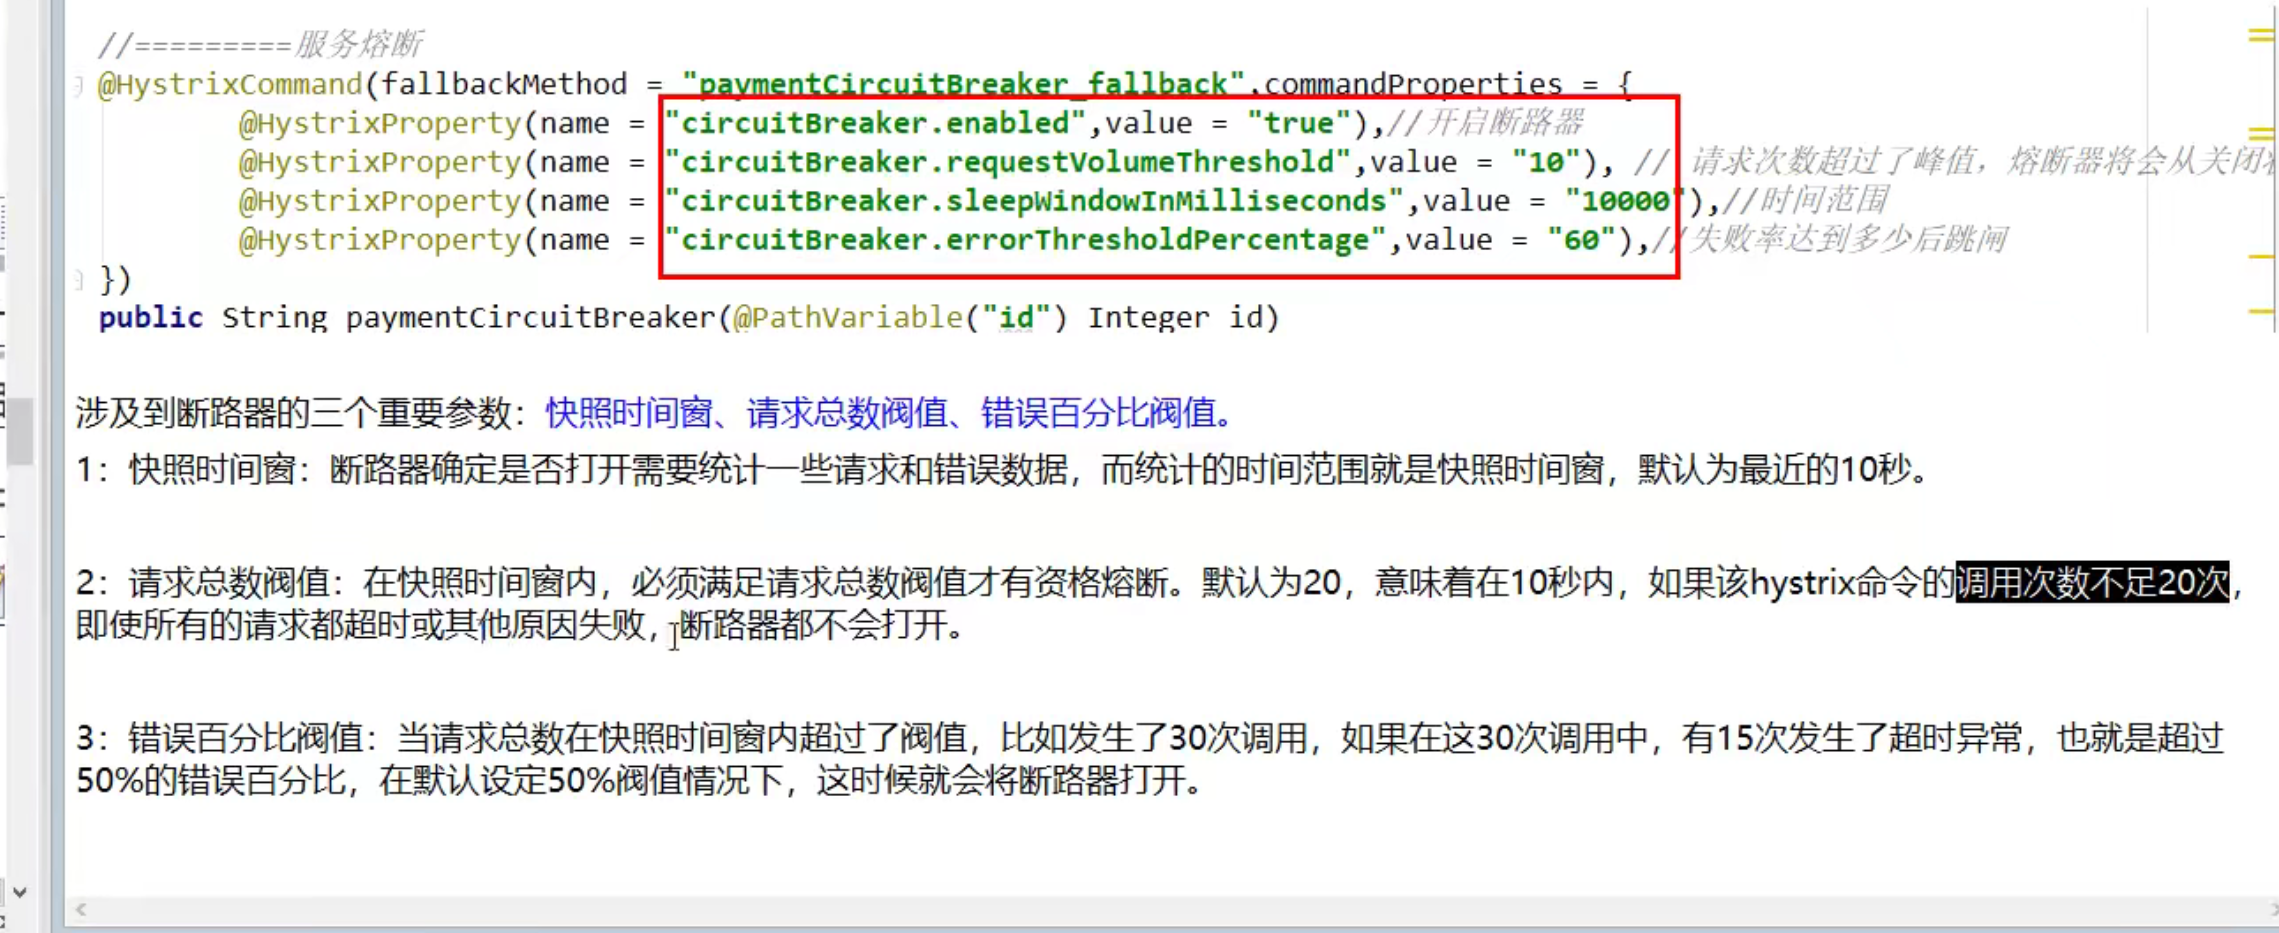 //=========服务熔断
@HystrixCommand(fallbackMethod = "paymentCircuitBreaker_fallback",commandProperties = {
@HystrixProperty(name = "circuitBreaker.enabled",value = "true"),//开启断路器
@HystrixProperty(name = "circuitBreaker.requestVolumeThreshold",value = "10"), // 请求次数超过了峰值，熔断器将会从关闭
@HystrixProperty(name = "circuitBreaker.sleepWindowInMilliseconds",value = "10000"),//时间范围
@HystrixProperty(name = "circuitBreaker.errorThresholdPercentage",value = "60"),//失败率达到多少后跳闸
})
public String paymentCircuitBreaker(@PathVariable("id") Integer id)
涉及到断路器的三个重要参数：快照时间窗、请求总数阀值、错误百分比阀值。
1：快照时间窗：断路器确定是否打开需要统计一些请求和错误数据，而统计的时间范围就是快照时间窗，默认为最近的10秒。
2：请求总数阀值：在快照时间窗内，必须满足请求总数阀值才有资格熔断。默认为20，意味着在10秒内，如果该hystrix命令的调用次数不足20次，
即使所有的请求都超时或其他原因失败，断路器都不会打开。
3：错误百分比阀值：当请求总数在快照时间窗内超过了阀值，比如发生了30次调用，如果在这30次调用中，有15次发生了超时异常，也就是超过
50%的错误百分比，在默认设定50%阀值情况下，这时候就会将断路器打开。